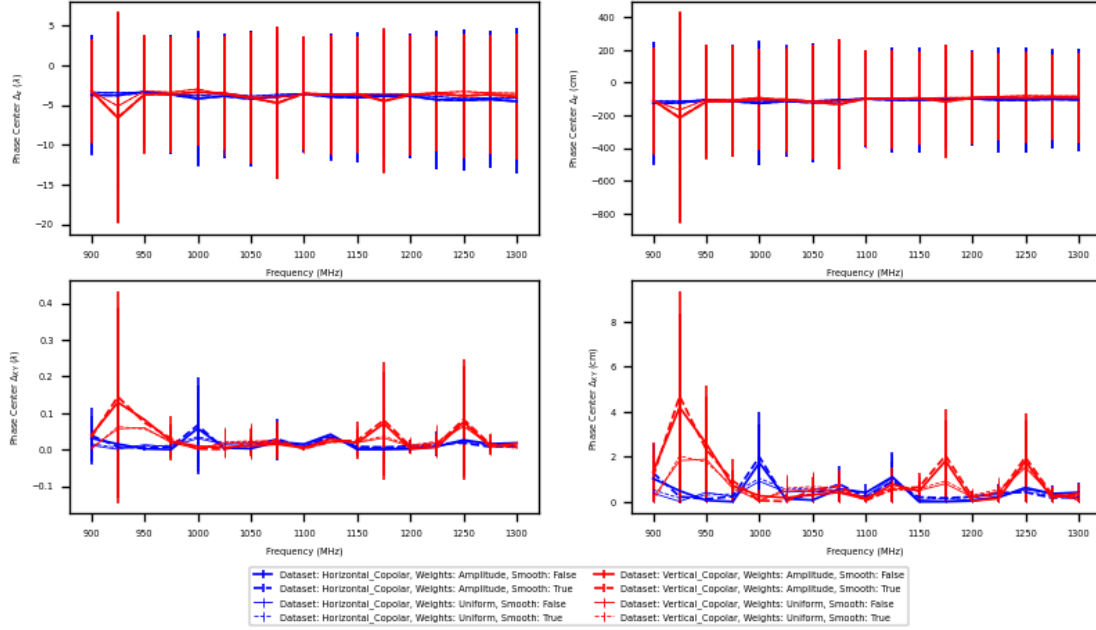 5
0
−5
−10
−15
−20
Phase Center Δz (λ)
900 950 1000 1050 1100 1150 1200 1250 1300
Frequency (MHz)
400
200
0
−200
−400
−600
−800
Phase Center Δz (cm)
900 950 1000 1050 1100 1150 1200 1250 1300
Frequency (MHz)
0.4
0.3
0.2
0.1
0.0
−0.1
Phase Center ΔXY (λ)
900 950 1000 1050 1100 1150 1200 1250 1300
Frequency (MHz)
8
6
4
2
0
Phase Center ΔXY (cm)
900 950 1000 1050 1100 1150 1200 1250 1300
Frequency (MHz)
Dataset: Horizontal_Copolar, Weights: Amplitude, Smooth: False
Dataset: Horizontal_Copolar, Weights: Amplitude, Smooth: True
Dataset: Horizontal_Copolar, Weights: Uniform, Smooth: False
Dataset: Horizontal_Copolar, Weights: Uniform, Smooth: True
Dataset: Vertical_Copolar, Weights: Amplitude, Smooth: False
Dataset: Vertical_Copolar, Weights: Amplitude, Smooth: True
Dataset: Vertical_Copolar, Weights: Uniform, Smooth: False
Dataset: Vertical_Copolar, Weights: Uniform, Smooth: True